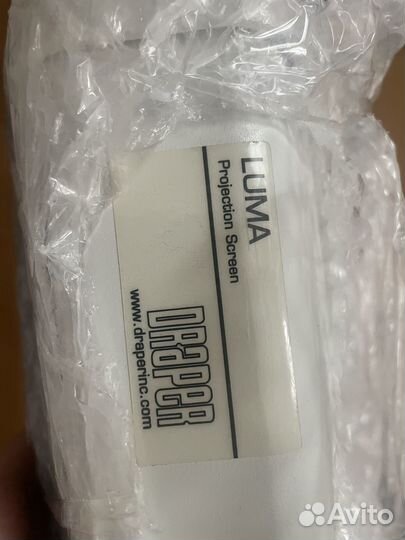 LUMA
Projection Screen
DRAPER
www.draperinc.com
Avito